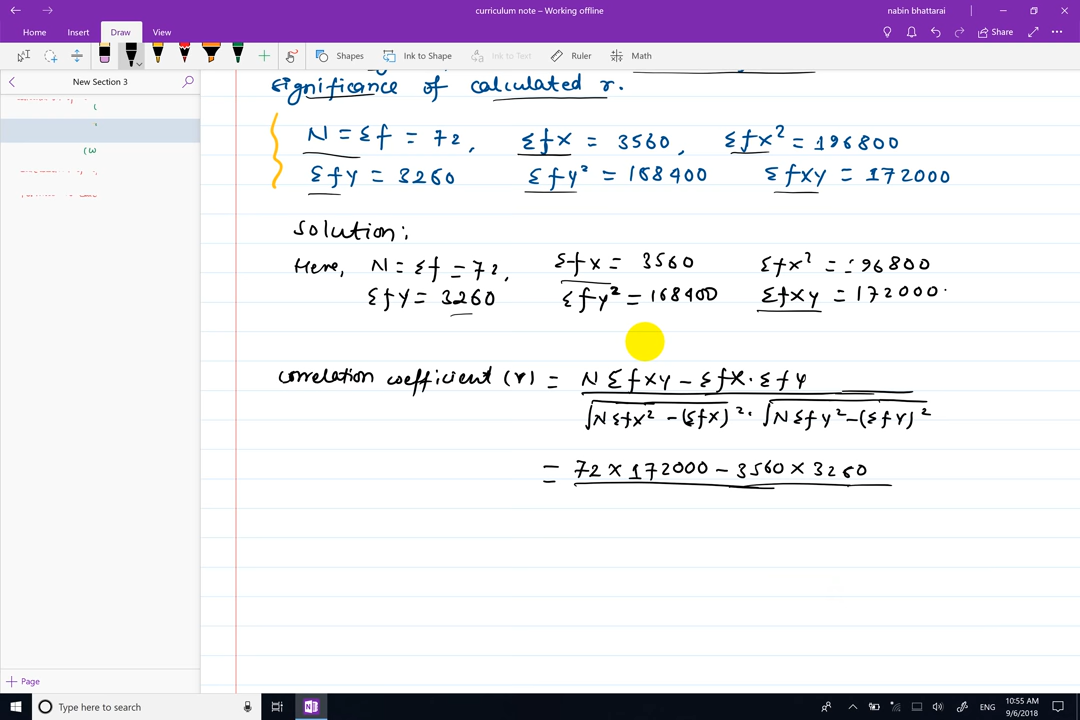 curriculum note – Working offline
nabin bhattarai
Home Insert Draw View
Share
Shapes Ink to Shape Ink to Text Ruler Math
New Section 3
significance of calculated r.
N = Σf = 72, Σfx = 3560, Σfx² = 196800
Σfy = 3260 Σfy² = 168400 Σfxy = 172000
Solution:
Here, N = Σf = 72, Σfx = 3560 Σfx² = 196800
Σfy = 3260 Σfy² = 168400 Σfxy = 172000.
correlation coefficient (r) = N Σfxy – Σfx · Σfy
√NΣfx² – (Σfx)² · √NΣfy² – (Σfy)²
= 72 × 172000 – 3560 × 3260
Page
Type here to search
ENG
10:55 AM
9/6/2018